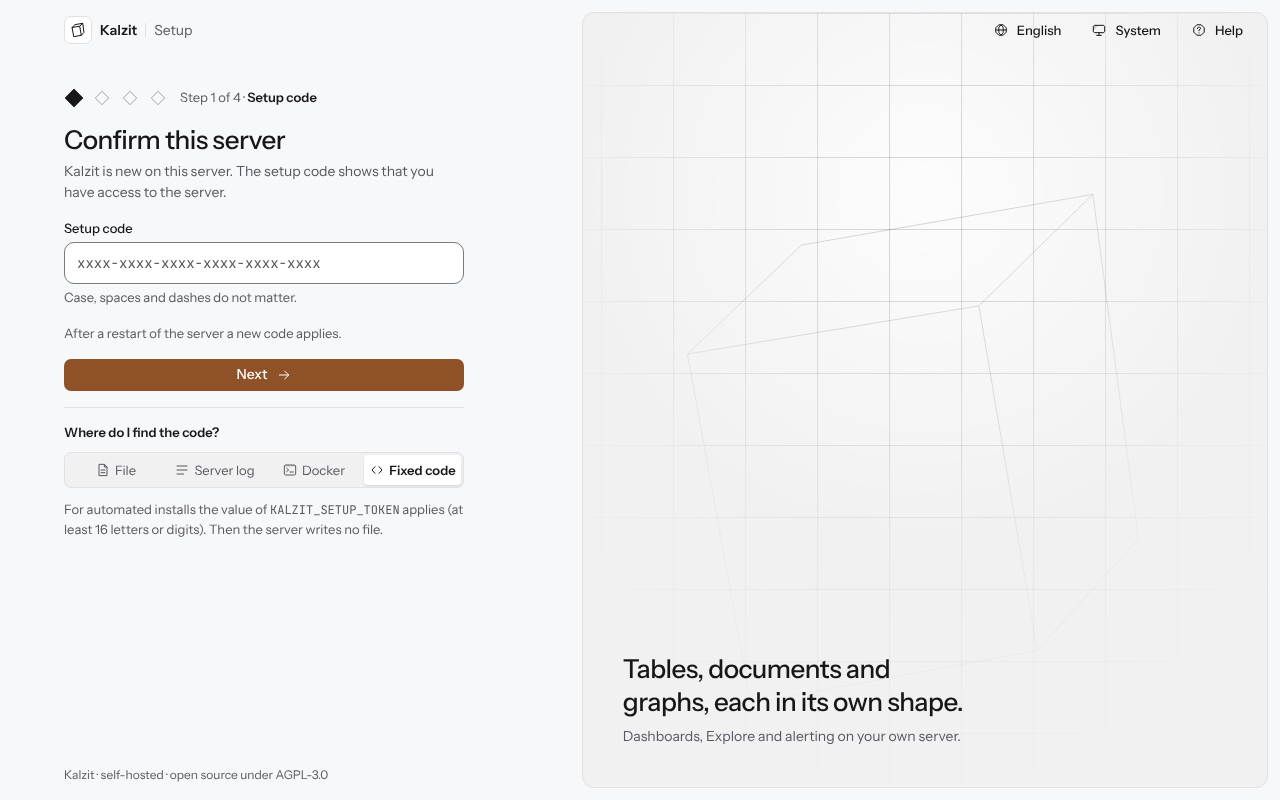 Kalzit Setup
English System Help
Step 1 of 4 · Setup code
Confirm this server
Kalzit is new on this server. The setup code shows that you
have access to the server.
Setup code
xxxx-xxxx-xxxx-xxxx-xxxx-xxxx
Case, spaces and dashes do not matter.
After a restart of the server a new code applies.
Next →
Where do I find the code?
File Server log Docker Fixed code
For automated installs the value of KALZIT_SETUP_TOKEN applies (at
least 16 letters or digits). Then the server writes no file.
Tables, documents and
graphs, each in its own shape.
Dashboards, Explore and alerting on your own server.
Kalzit · self-hosted · open source under AGPL-3.0